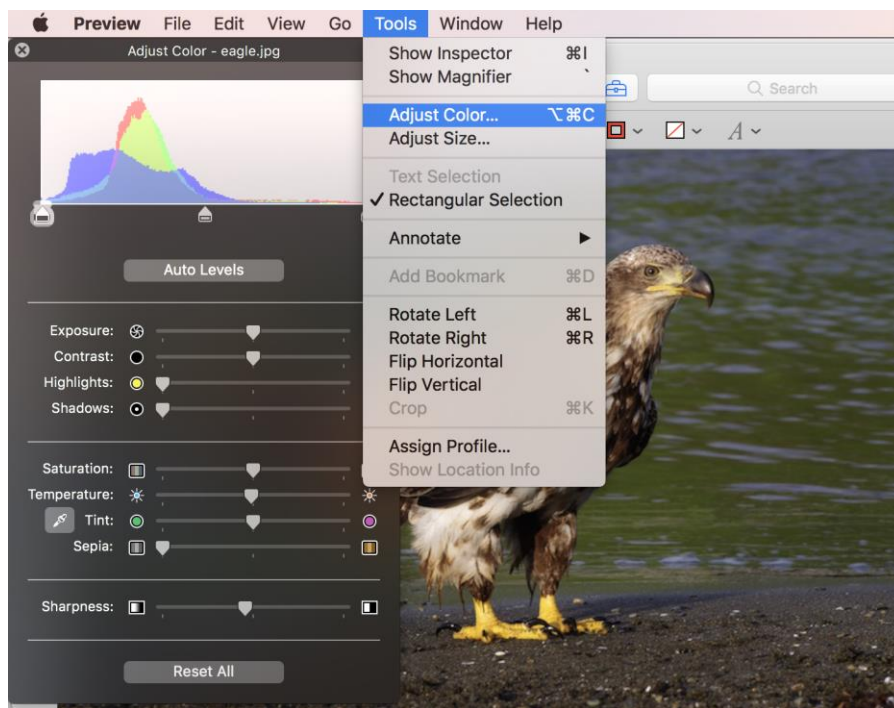 Preview File Edit View Go Tools Window Help
Adjust Color - eagle.jpg
Auto Levels
Exposure:
Contrast:
Highlights:
Shadows:
Saturation:
Temperature:
Tint:
Sepia:
Sharpness:
Reset All
Show Inspector ⌘I
Show Magnifier `
Adjust Color... ⌥⌘C
Adjust Size...
Text Selection
✓ Rectangular Selection
Annotate ▶
Add Bookmark ⌘D
Rotate Left ⌘L
Rotate Right ⌘R
Flip Horizontal
Flip Vertical
Crop ⌘K
Assign Profile...
Show Location Info
Search
A